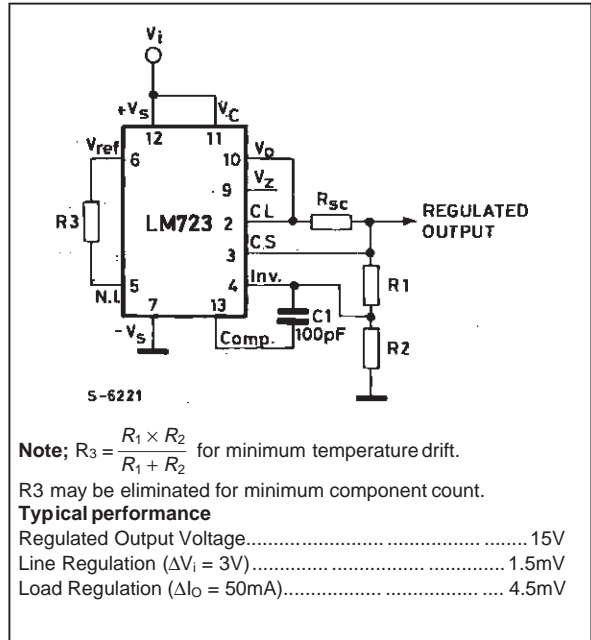 Vi
+Vs
VC
12
11
Vref
6
10
Vo
9
VZ
R3
LM723
2
CL
Rsc
REGULATED
OUTPUT
3
CS
N.I.
5
4
Inv.
R1
7
13
C1
100pF
-Vs
Comp.
R2
S-6221
Note; R3 = R1 × R2 / R1 + R2 for minimum temperature drift.
R3 may be eliminated for minimum component count.
Typical performance
Regulated Output Voltage............................................15V
Line Regulation (ΔVi = 3V)............................................1.5mV
Load Regulation (ΔIO = 50mA)..................................... 4.5mV